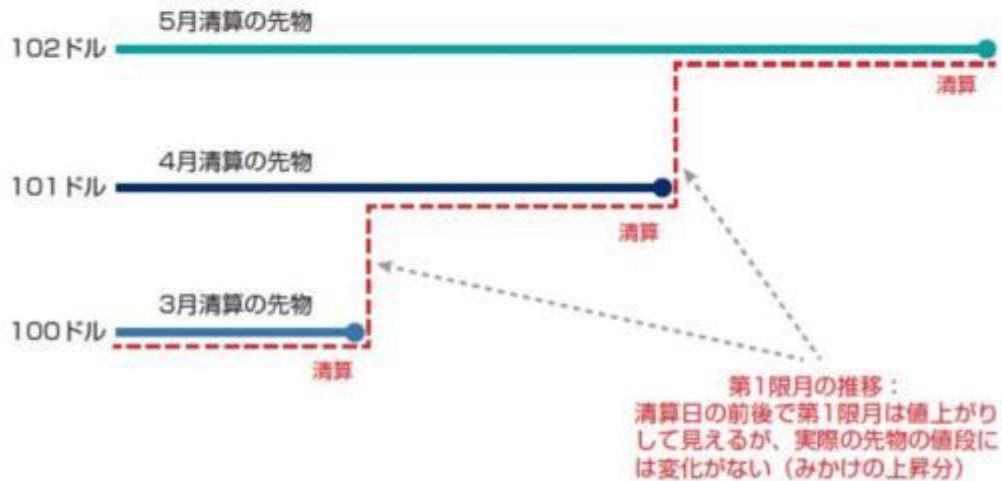 5月清算の先物
102ドル
清算
4月清算の先物
101ドル
清算
3月清算の先物
100ドル
清算
第1限月の推移：
清算日の前後で第1限月は値上がり
して見えるが、実際の先物の値段に
は変化がない（みかけの上昇分）